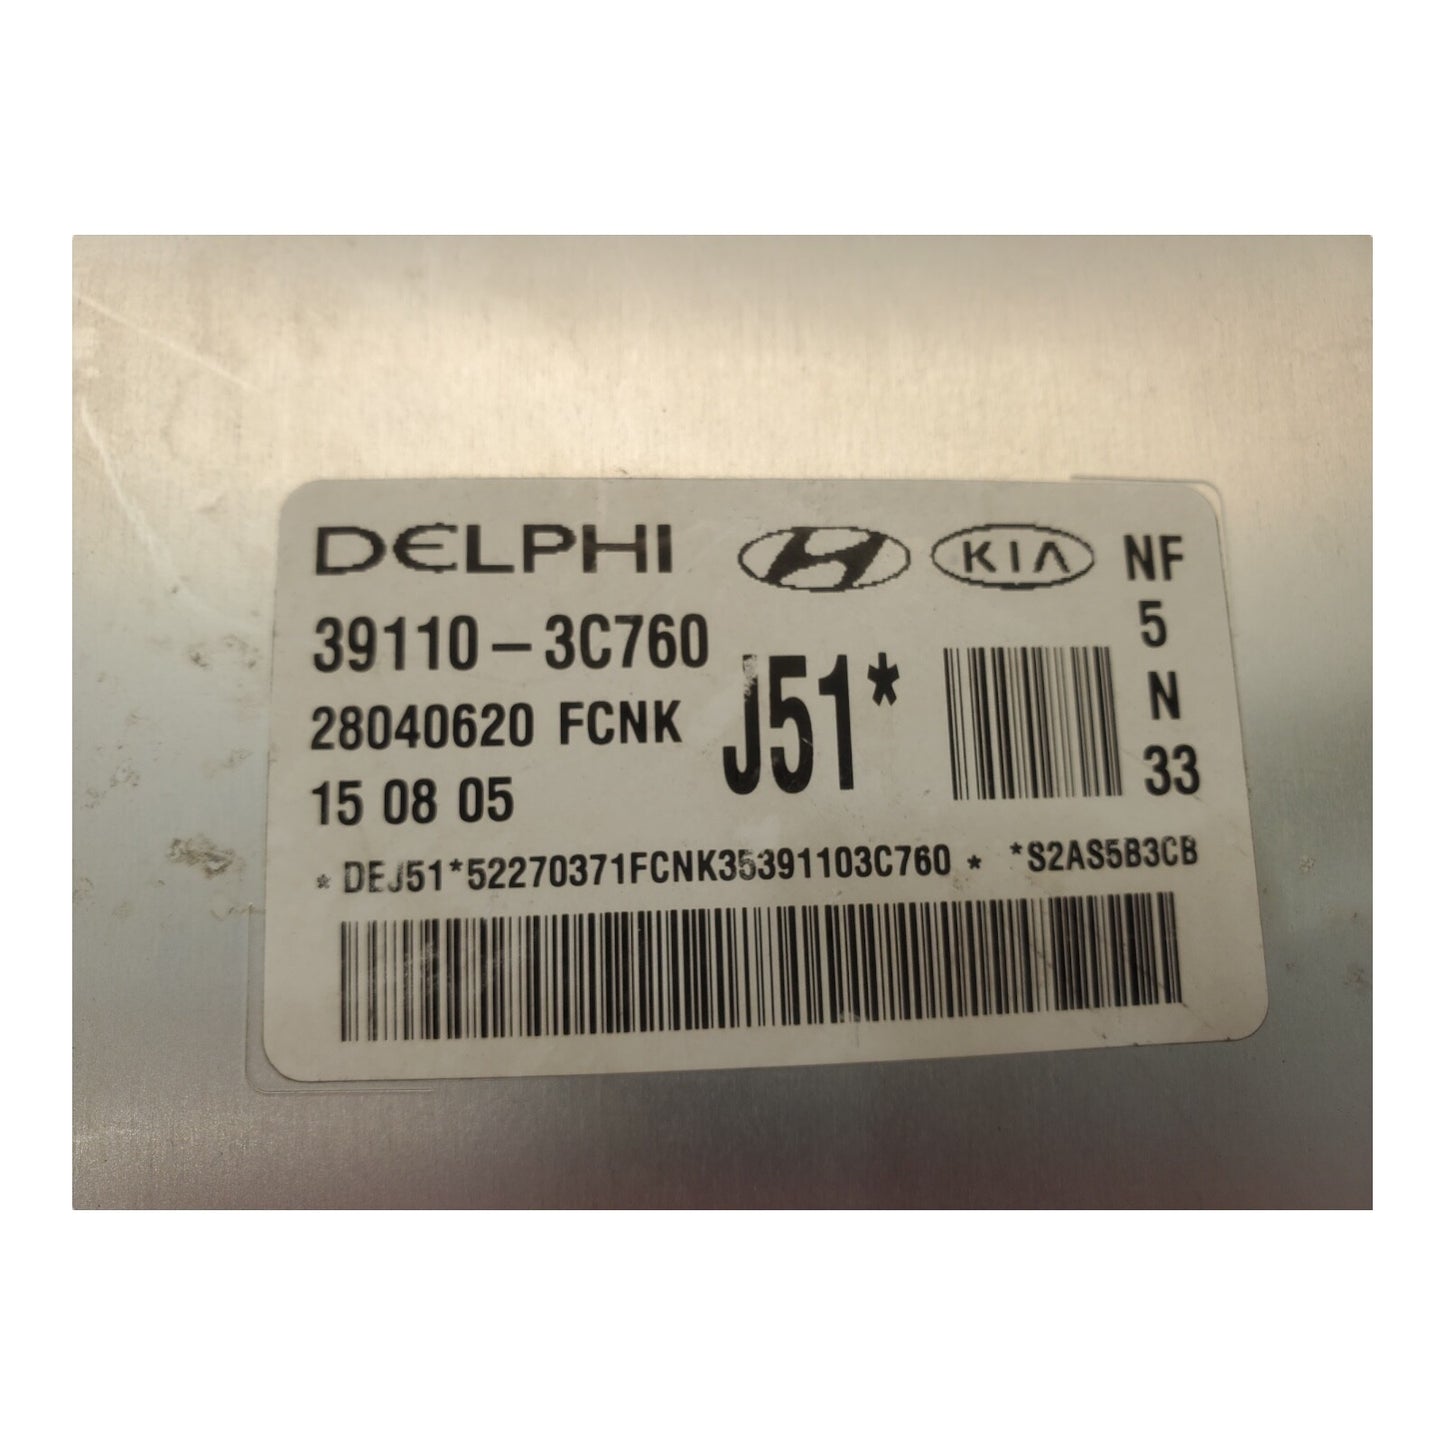 DELPHI H KIA NF
39110-3C760 5
28040620 FCNK J51* N
15 08 05 33
* DEJ51*52270371FCNK35391103C760 * *S2AS5B3CB